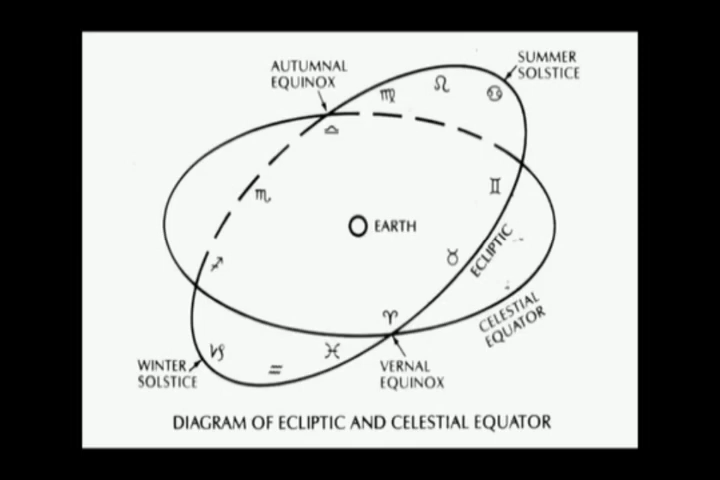 SUMMER
SOLSTICE
AUTUMNAL
EQUINOX
♍ ♌ ♋
♎
♏
♊
EARTH
♐
♉
ECLIPTIC
♈
CELESTIAL
EQUATOR
♑
♒
♓
WINTER
SOLSTICE
VERNAL
EQUINOX
DIAGRAM OF ECLIPTIC AND CELESTIAL EQUATOR